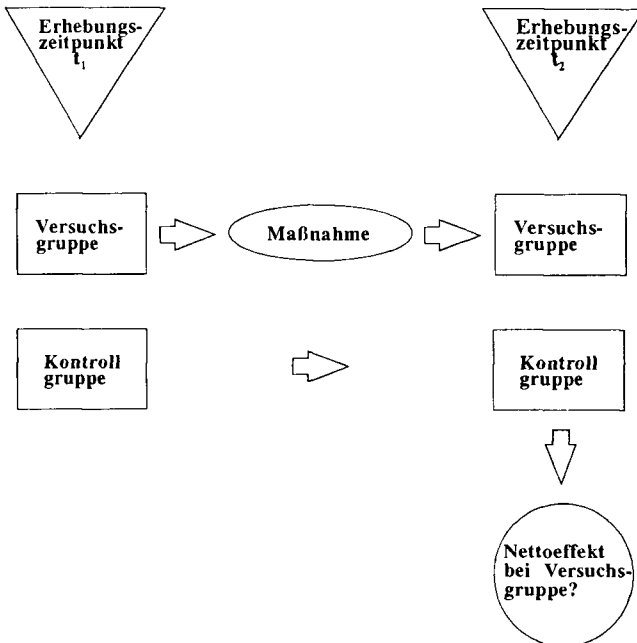 Erhebungs-
zeitpunkt
t₁
Erhebungs-
zeitpunkt
t₂
Versuchs-
gruppe
Maßnahme
Versuchs-
gruppe
Kontroll
gruppe
Kontroll
gruppe
Nettoeffekt
bei Versuchs-
gruppe?